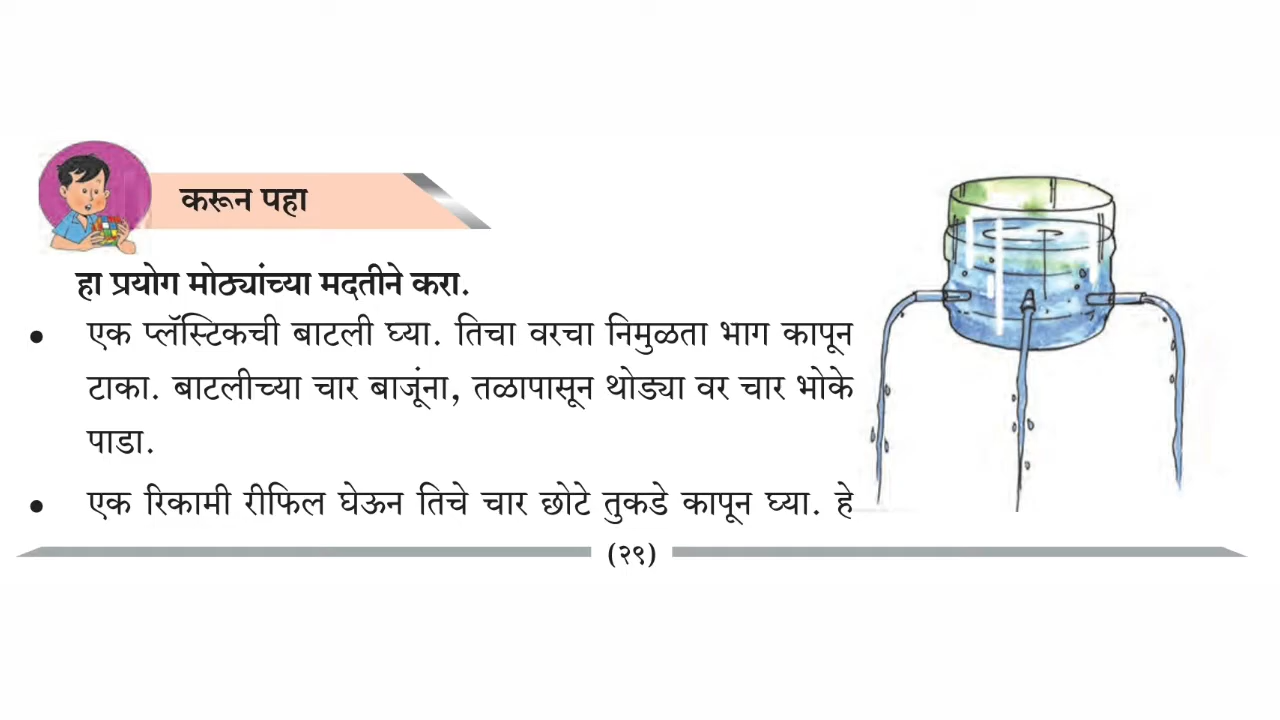 करून पहा
हा प्रयोग मोठ्यांच्या मदतीने करा.
• एक प्लॅस्टिकची बाटली घ्या. तिचा वरचा निमुळता भाग कापून
टाका. बाटलीच्या चार बाजूंना, तळापासून थोड्या वर चार भोके
पाडा.
• एक रिकामी रीफिल घेऊन तिचे चार छोटे तुकडे कापून घ्या. हे
(२९)